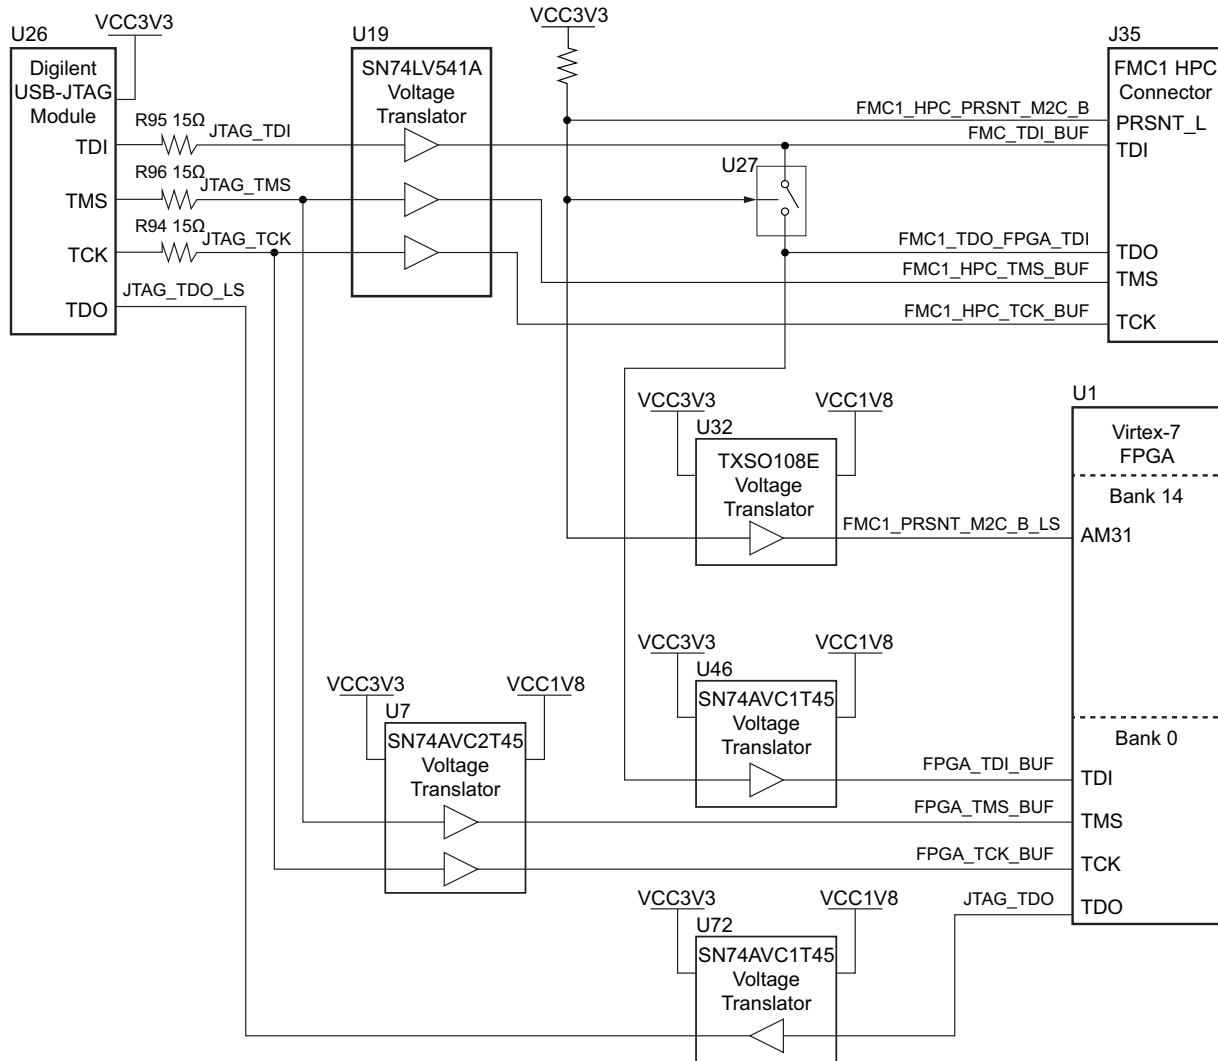 U26
VCC3V3
Digilent
USB-JTAG
Module
TDI
TMS
TCK
TDO
R95 15Ω
JTAG_TDI
R96 15Ω
JTAG_TMS
R94 15Ω
JTAG_TCK
JTAG_TDO_LS
U19
SN74LV541A
Voltage
Translator
VCC3V3
U27
J35
FMC1 HPC
Connector
FMC1_HPC_PRSNT_M2C_B
PRSNT_L
FMC_TDI_BUF
TDI
FMC1_TDO_FPGA_TDI
TDO
FMC1_HPC_TMS_BUF
TMS
FMC1_HPC_TCK_BUF
TCK
VCC3V3
VCC1V8
U32
TXSO108E
Voltage
Translator
FMC1_PRSNT_M2C_B_LS
U1
Virtex-7
FPGA
Bank 14
AM31
VCC3V3
VCC1V8
U46
SN74AVC1T45
Voltage
Translator
VCC3V3
VCC1V8
U7
SN74AVC2T45
Voltage
Translator
Bank 0
FPGA_TDI_BUF
TDI
FPGA_TMS_BUF
TMS
FPGA_TCK_BUF
TCK
JTAG_TDO
TDO
VCC3V3
VCC1V8
U72
SN74AVC1T45
Voltage
Translator